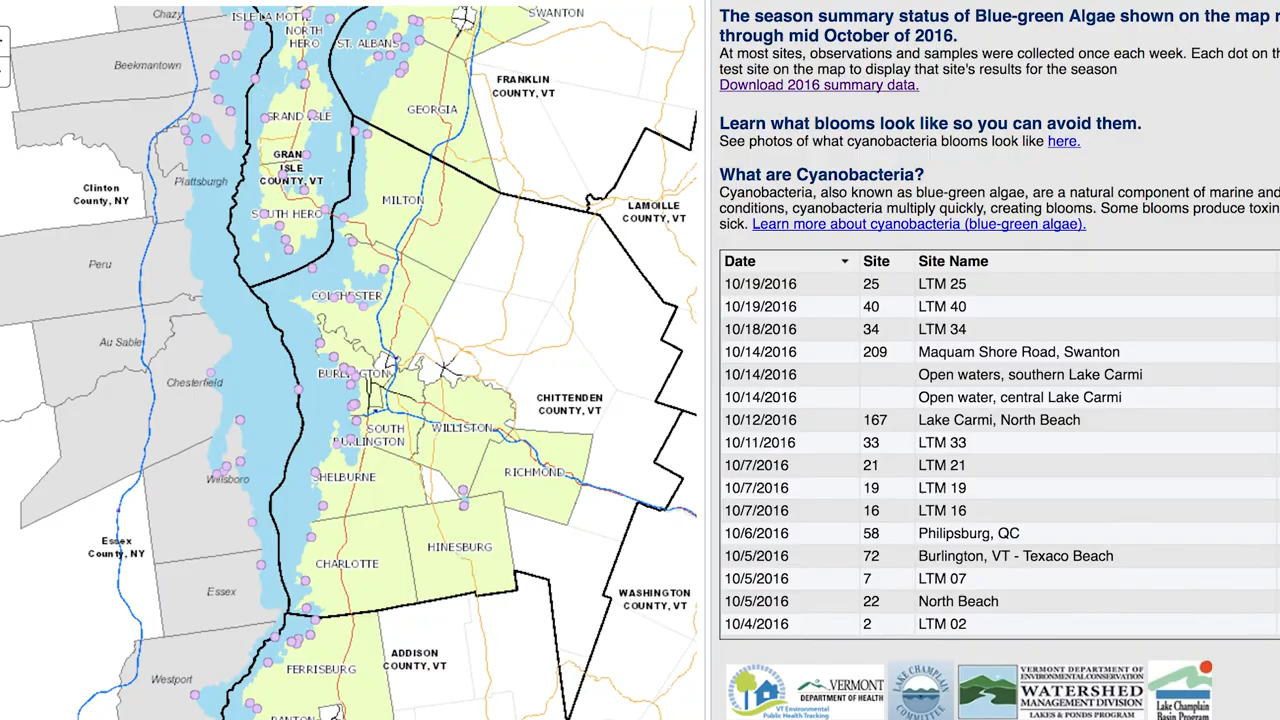 Chazy
ISLE LA MOTT
SWANTON
NORTH
HERO
ST. ALBANS
Beekmantown
FRANKLIN
COUNTY, VT
GEORGIA
GRAND ISLE
GRAN
ISLE
COUNTY, VT
Plattsburgh
Clinton
County, NY
MILTON
LAMOILLE
COUNTY, VT
SOUTH HERO
Peru
COLCHESTER
Au Sable
BURLINGTON
Chesterfield
CHITTENDEN
COUNTY, VT
SOUTH
BURLINGTON
WILLISTON
Willsboro
SHELBURNE
RICHMOND
Essex
County, NY
HINESBURG
CHARLOTTE
Essex
WASHINGTON
COUNTY, VT
ADDISON
COUNTY, VT
FERRISBURG
Westport
PANTON
The season summary status of Blue-green Algae shown on the map
through mid October of 2016.
At most sites, observations and samples were collected once each week. Each dot on
test site on the map to display that site's results for the season
Download 2016 summary data.
Learn what blooms look like so you can avoid them.
See photos of what cyanobacteria blooms look like here.
What are Cyanobacteria?
Cyanobacteria, also known as blue-green algae, are a natural component of marine and
conditions, cyanobacteria multiply quickly, creating blooms. Some blooms produce toxin
sick. Learn more about cyanobacteria (blue-green algae).
Date Site Site Name
10/19/2016 25 LTM 25
10/19/2016 40 LTM 40
10/18/2016 34 LTM 34
10/14/2016 209 Maquam Shore Road, Swanton
10/14/2016 Open waters, southern Lake Carmi
10/14/2016 Open water, central Lake Carmi
10/12/2016 167 Lake Carmi, North Beach
10/11/2016 33 LTM 33
10/7/2016 21 LTM 21
10/7/2016 19 LTM 19
10/7/2016 16 LTM 16
10/6/2016 58 Philipsburg, QC
10/5/2016 72 Burlington, VT - Texaco Beach
10/5/2016 7 LTM 07
10/5/2016 22 North Beach
10/4/2016 2 LTM 02
VT Environmental
Public Health Tracking
VERMONT
DEPARTMENT OF HEALTH
LAKE CHAMPLAIN
COMMITTEE
VERMONT DEPARTMENT OF
ENVIRONMENTAL CONSERVATION
WATERSHED
MANAGEMENT DIVISION
LAKES & PONDS PROGRAM
Lake Champlain
Basin Program